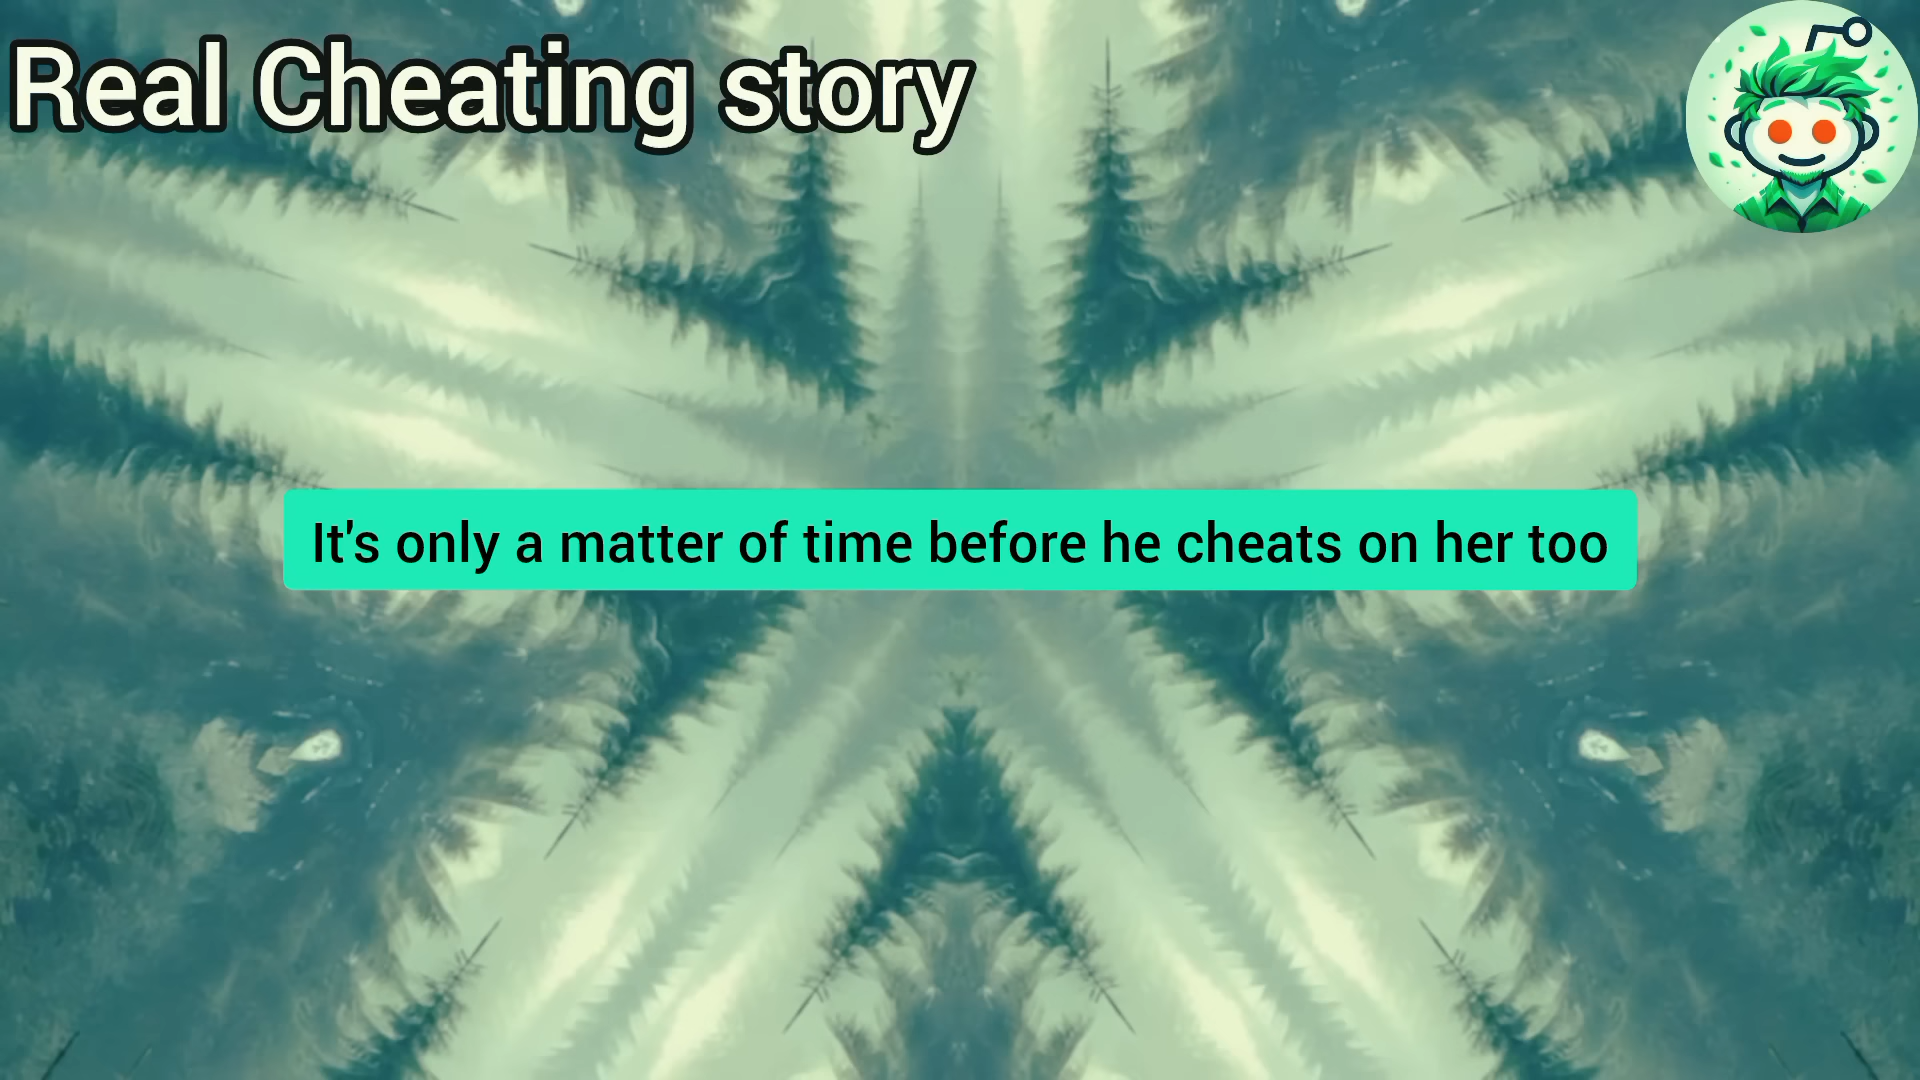 Real Cheating story
It's only a matter of time before he cheats on her too